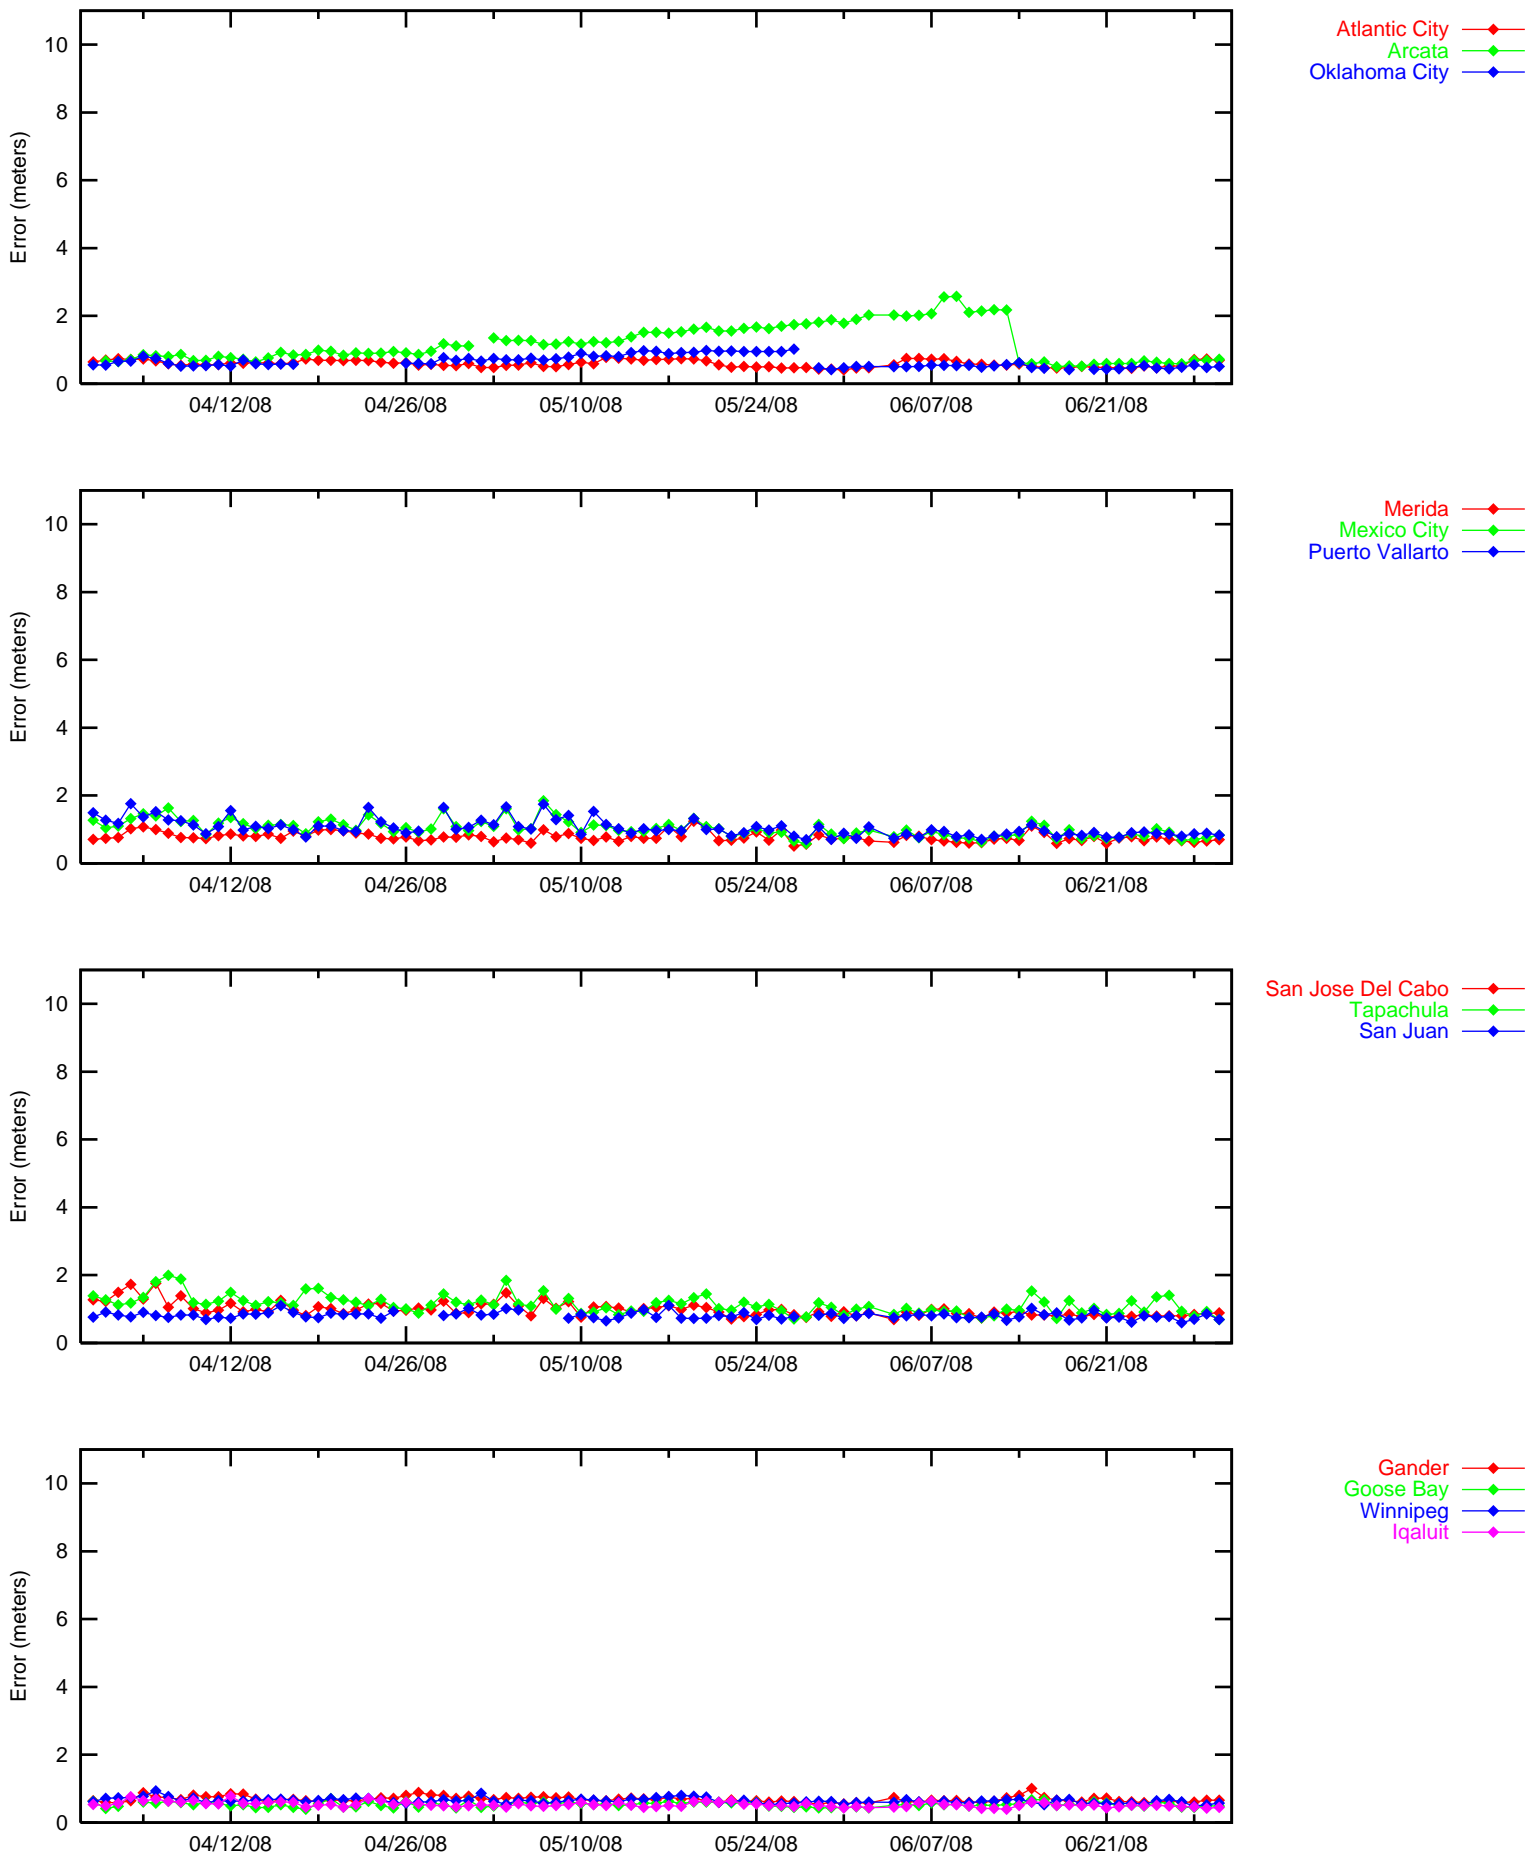 Atlantic City
Arcata
Oklahoma City
10
8
6
4
2
0
Error (meters)
04/12/08 04/26/08 05/10/08 05/24/08 06/07/08 06/21/08
Merida
Mexico City
Puerto Vallarto
10
8
6
4
2
0
Error (meters)
04/12/08 04/26/08 05/10/08 05/24/08 06/07/08 06/21/08
San Jose Del Cabo
Tapachula
San Juan
10
8
6
4
2
0
Error (meters)
04/12/08 04/26/08 05/10/08 05/24/08 06/07/08 06/21/08
Gander
Goose Bay
Winnipeg
Iqaluit
10
8
6
4
2
0
Error (meters)
04/12/08 04/26/08 05/10/08 05/24/08 06/07/08 06/21/08